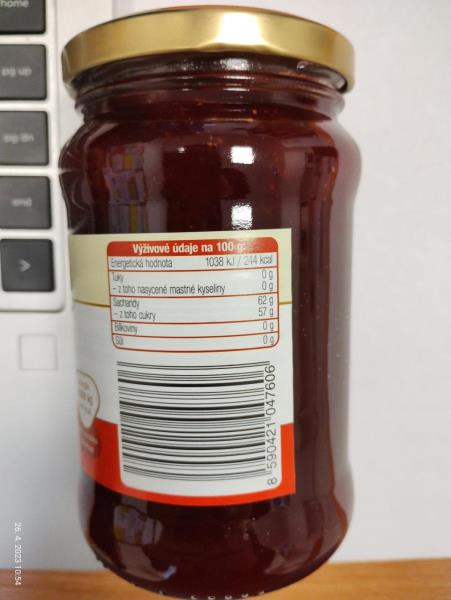 home
pg up
pg dn
end
>
Výživové údaje na 100 g:
Energetická hodnota 1038 kJ / 244 kcal
Tuky 0 g
– z toho nasycené mastné kyseliny 0 g
Sacharidy 62 g
– z toho cukry 57 g
Bílkoviny 0 g
Sůl 0 g
8 590421 047606
26. 4. 2023 10:54